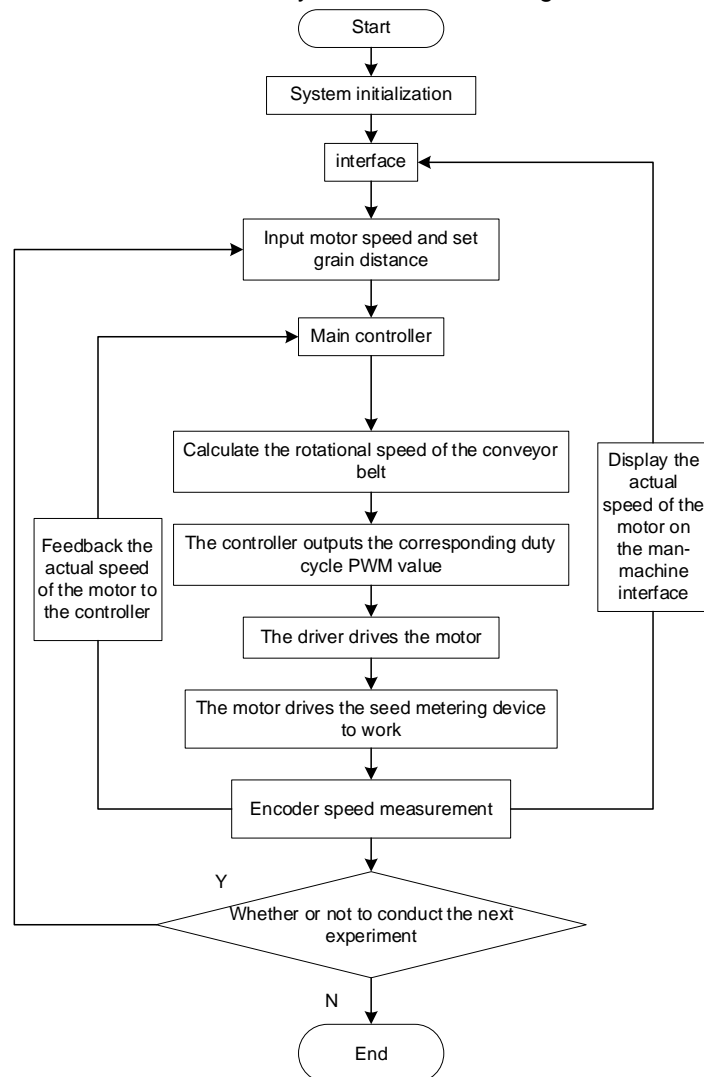 Start
System initialization
interface
Input motor speed and set
grain distance
Main controller
Calculate the rotational speed of the conveyor
belt
The controller outputs the corresponding duty
cycle PWM value
Feedback the
actual speed
of the motor to
the controller
Display the
actual
speed of the
motor on
the man-
machine
interface
The driver drives the motor
The motor drives the seed metering device
to work
Encoder speed measurement
Y
Whether or not to conduct the next
experiment
N
End